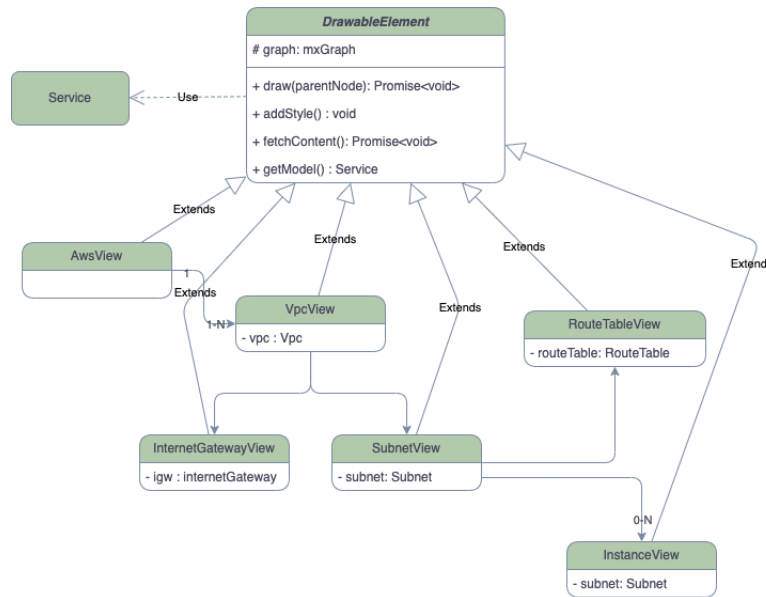 DrawableElement
# graph: mxGraph
+ draw(parentNode): Promise<void>
+ addStyle() : void
+ fetchContent(): Promise<void>
+ getModel() : Service
Service
Use
Extends
AwsView
1
Extends
Extends
Extends
Extends
Extend
1-N
VpcView
- vpc : Vpc
RouteTableView
- routeTable: RouteTable
InternetGatewayView
- igw : internetGateway
SubnetView
- subnet: Subnet
0-N
InstanceView
- subnet: Subnet